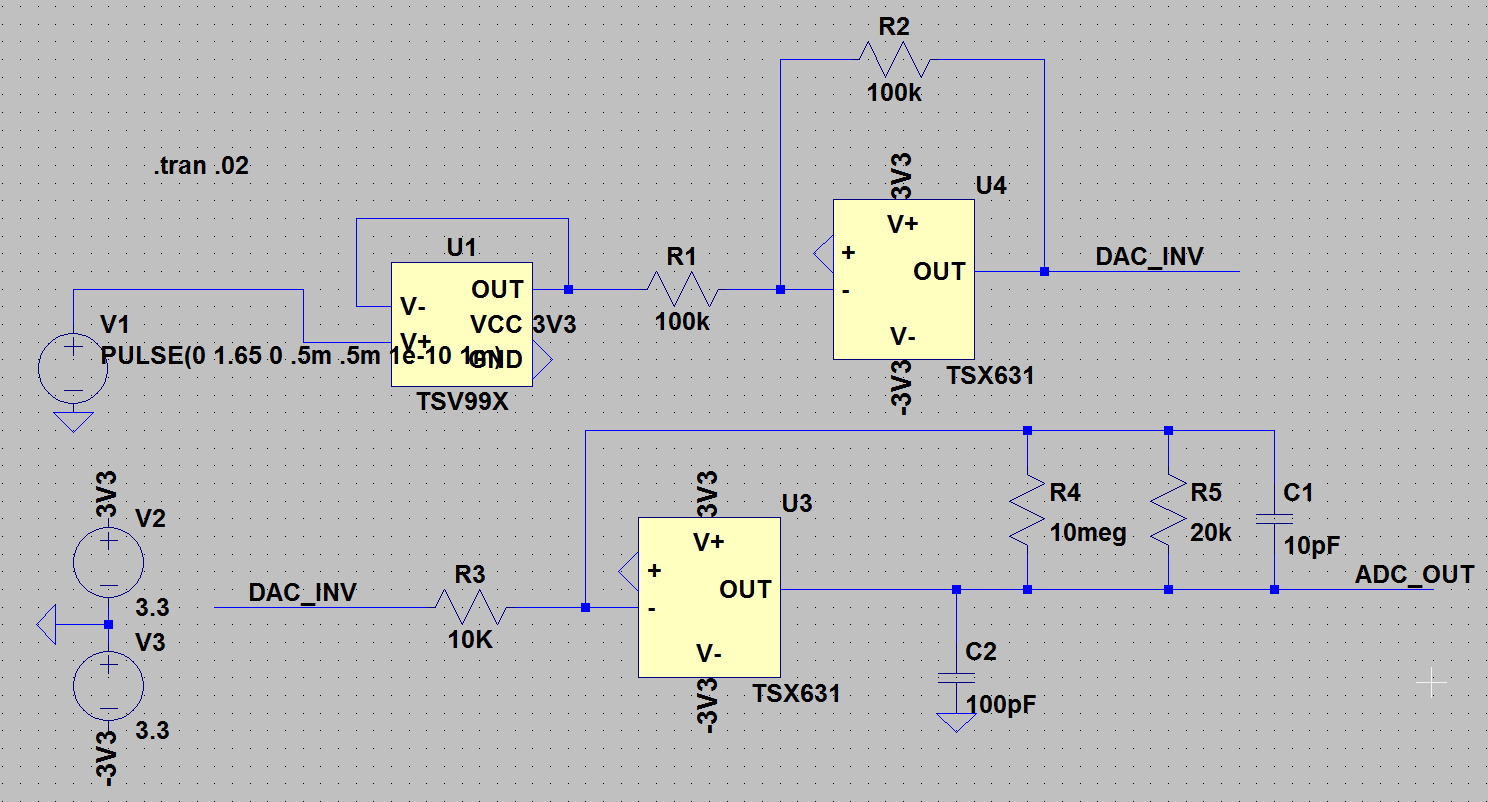 R2
100k
.tran .02
3V3
U4
V+
+
OUT
-
V-
-3V3
TSX631
DAC_INV
U1
OUT
V-
VCC
3V3
V+
GND
TSV99X
R1
100k
V1
PULSE(0 1.65 0 .5m .5m 1e-10 1m)
3V3
V2
3.3
V3
3.3
-3V3
DAC_INV
R3
10K
3V3
U3
V+
+
OUT
-
V-
-3V3
TSX631
R4
10meg
R5
20k
C1
10pF
ADC_OUT
C2
100pF